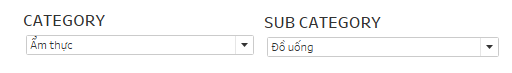 CATEGORY
Ẩm thực
SUB CATEGORY
Đồ uống